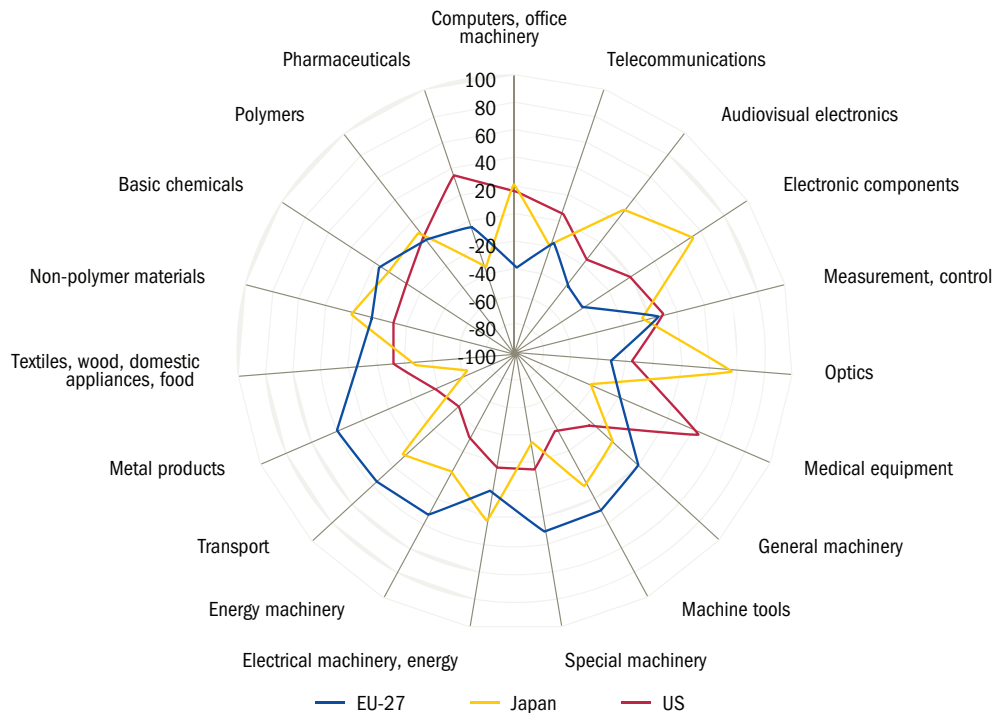 Computers, office
machinery
Pharmaceuticals
Telecommunications
100
80
60
40
20
0
-20
-40
-60
-80
-100
Polymers
Audiovisual electronics
Basic chemicals
Electronic components
Non-polymer materials
Measurement, control
Textiles, wood, domestic
appliances, food
Optics
Metal products
Medical equipment
Transport
General machinery
Energy machinery
Machine tools
Electrical machinery, energy
Special machinery
EU-27
Japan
US